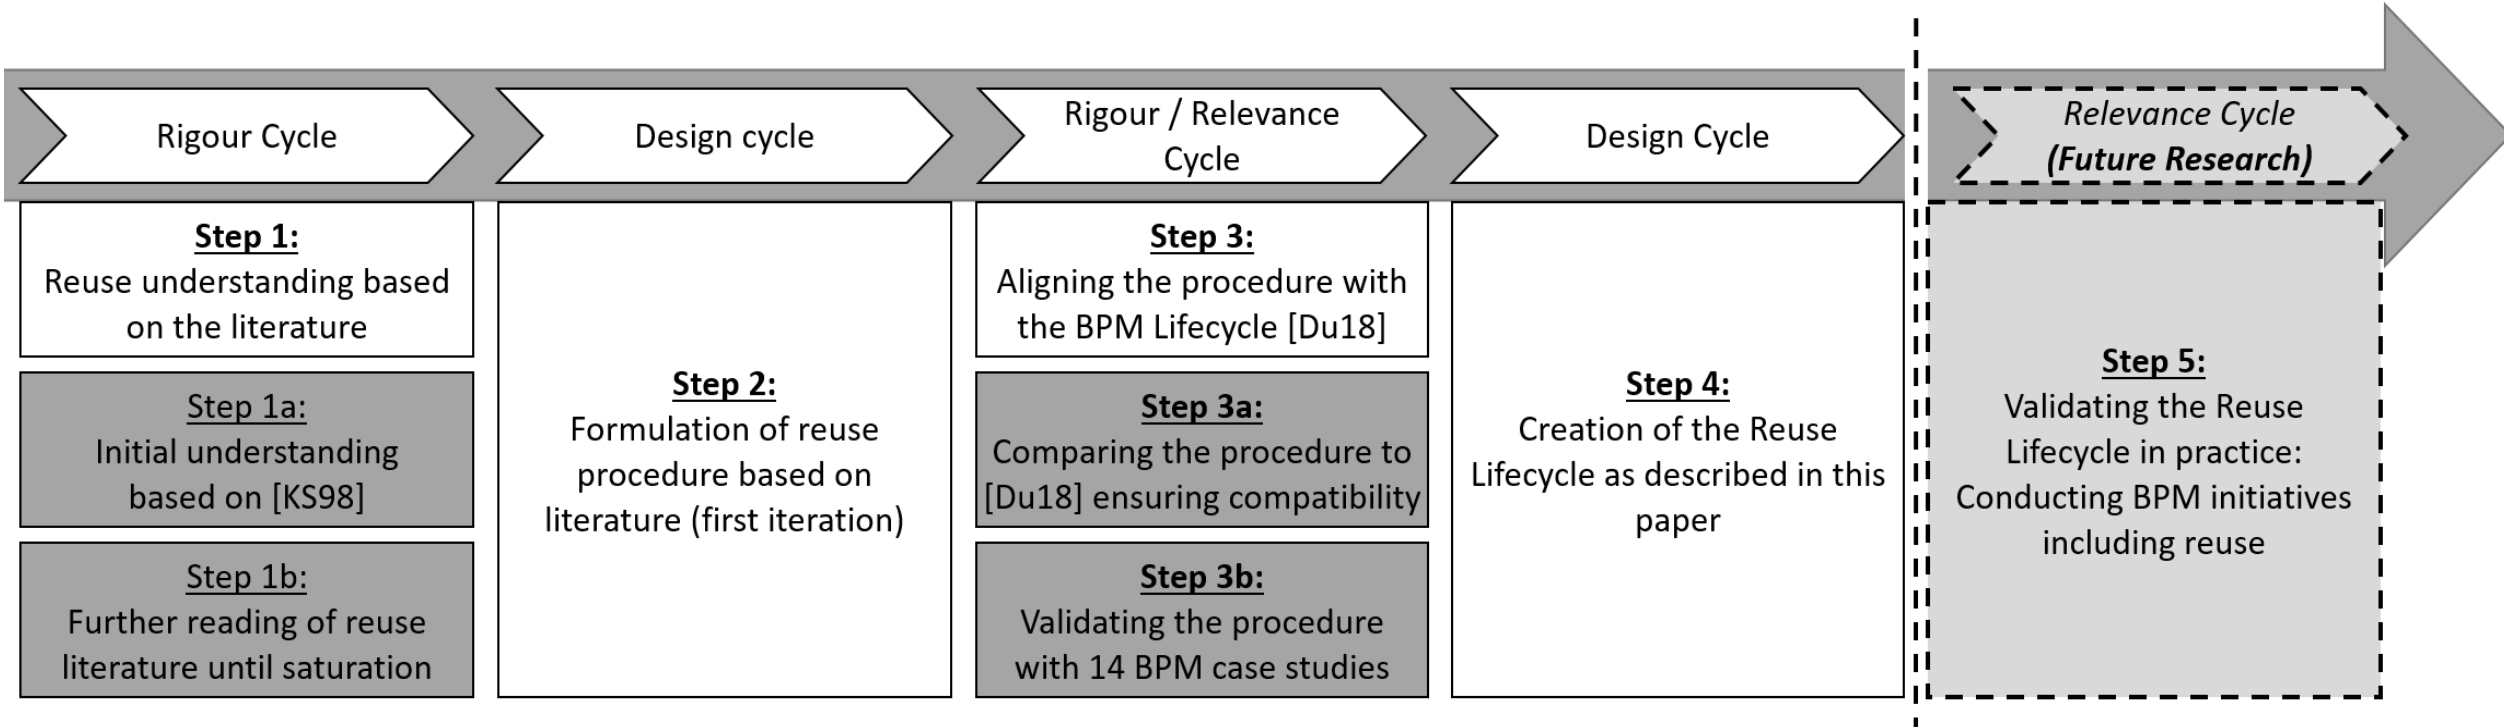 Rigour Cycle
Design cycle
Rigour / Relevance
Cycle
Design Cycle
Relevance Cycle
(Future Research)
Step 1:
Reuse understanding based
on the literature
Step 1a:
Initial understanding
based on [KS98]
Step 1b:
Further reading of reuse
literature until saturation
Step 2:
Formulation of reuse
procedure based on
literature (first iteration)
Step 3:
Aligning the procedure with
the BPM Lifecycle [Du18]
Step 3a:
Comparing the procedure to
[Du18] ensuring compatibility
Step 3b:
Validating the procedure
with 14 BPM case studies
Step 4:
Creation of the Reuse
Lifecycle as described in this
paper
Step 5:
Validating the Reuse
Lifecycle in practice:
Conducting BPM initiatives
including reuse